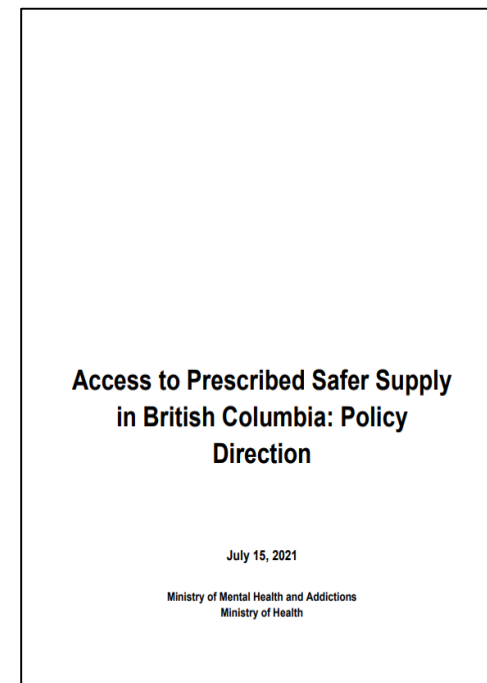 Access to Prescribed Safer Supply
in British Columbia: Policy
Direction
July 15, 2021
Ministry of Mental Health and Addictions
Ministry of Health